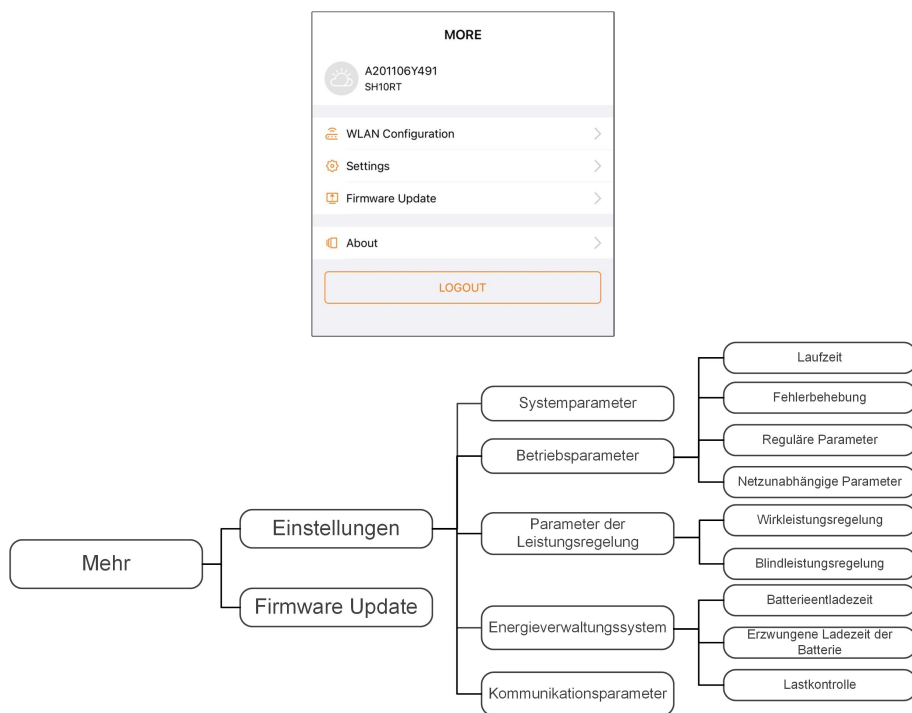 MORE
A201106Y491
SH10RT
WLAN Configuration
Settings
Firmware Update
About
LOGOUT
Mehr
Einstellungen
Firmware Update
Systemparameter
Betriebsparameter
Parameter der
Leistungsregelung
Energieverwaltungssystem
Kommunikationsparameter
Laufzeit
Fehlerbehebung
Reguläre Parameter
Netzunabhängige Parameter
Wirkleistungsregelung
Blindleistungsregelung
Batterieentladezeit
Erzwungene Ladezeit der
Batterie
Lastkontrolle